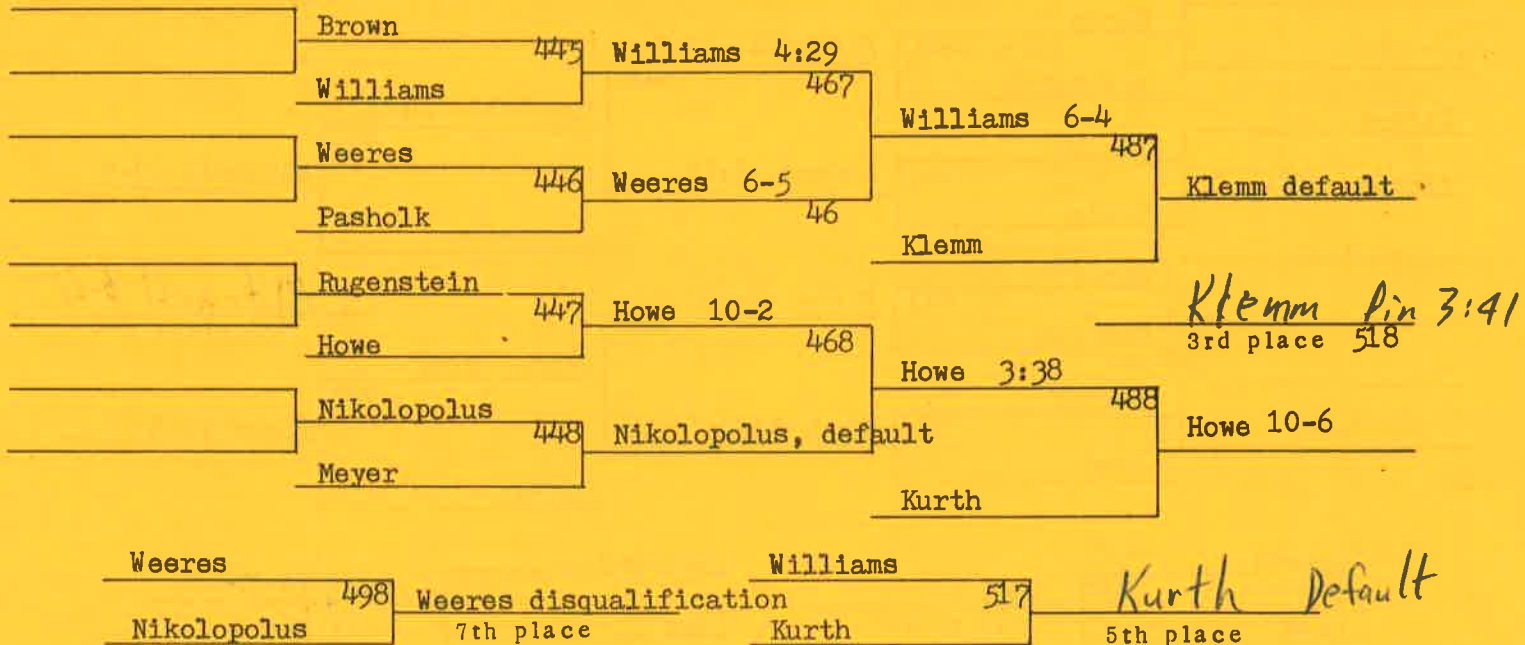 Brown
445 Williams 4:29
Williams
467
Williams 6-4
Weeres
487
446 Weeres 6-5
Klemm default
Pasholk
46
Klemm
Rugenstein
Klemm Pin 3:41
447 Howe 10-2
3rd place 518
Howe
468
Howe 3:38
Nikolopolus
488
448 Nikolopolus, default
Howe 10-6
Meyer
Kurth
Weeres
Williams
498 Weeres disqualification
517 Kurth Default
Nikolopolus
7th place
Kurth
5th place